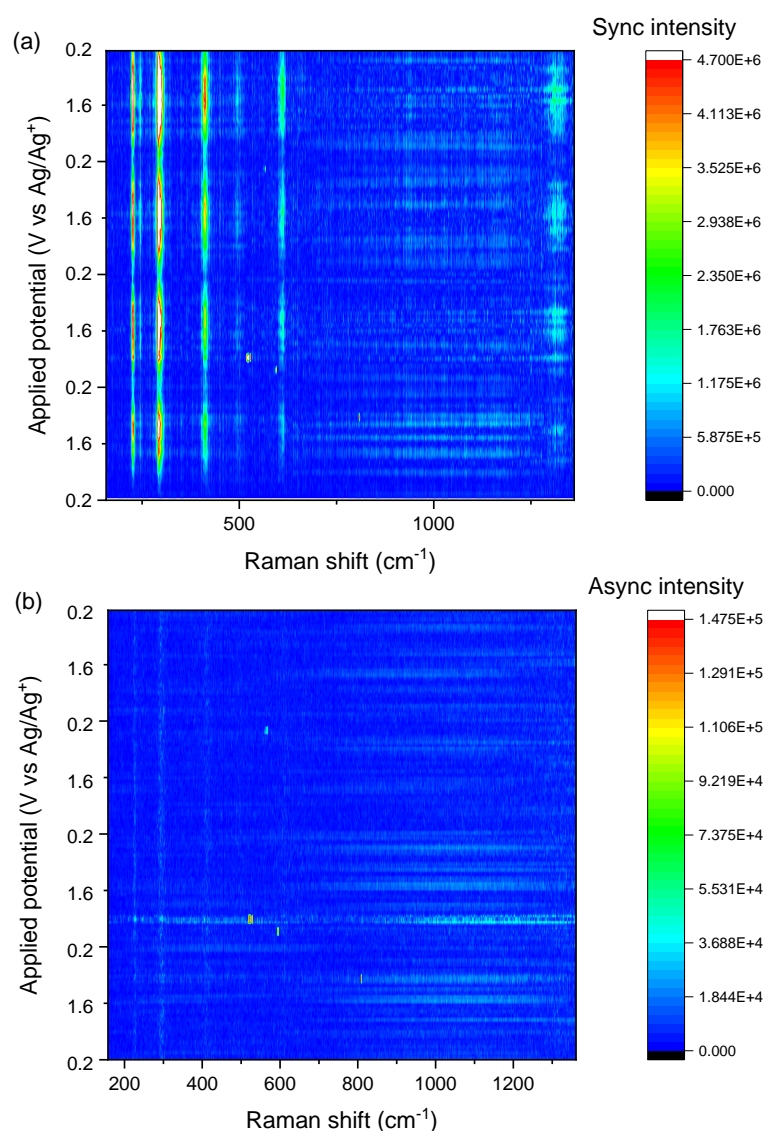 (a)
Sync intensity
0.2
1.6
0.2
1.6
0.2
1.6
0.2
1.6
0.2
Applied potential (V vs Ag/Ag⁺)
500
1000
Raman shift (cm⁻¹)
4.700E+6
4.113E+6
3.525E+6
2.938E+6
2.350E+6
1.763E+6
1.175E+6
5.875E+5
0.000
(b)
Async intensity
0.2
1.6
0.2
1.6
0.2
1.6
0.2
1.6
0.2
Applied potential (V vs Ag/Ag⁺)
200
400
600
800
1000
1200
Raman shift (cm⁻¹)
1.475E+5
1.291E+5
1.106E+5
9.219E+4
7.375E+4
5.531E+4
3.688E+4
1.844E+4
0.000